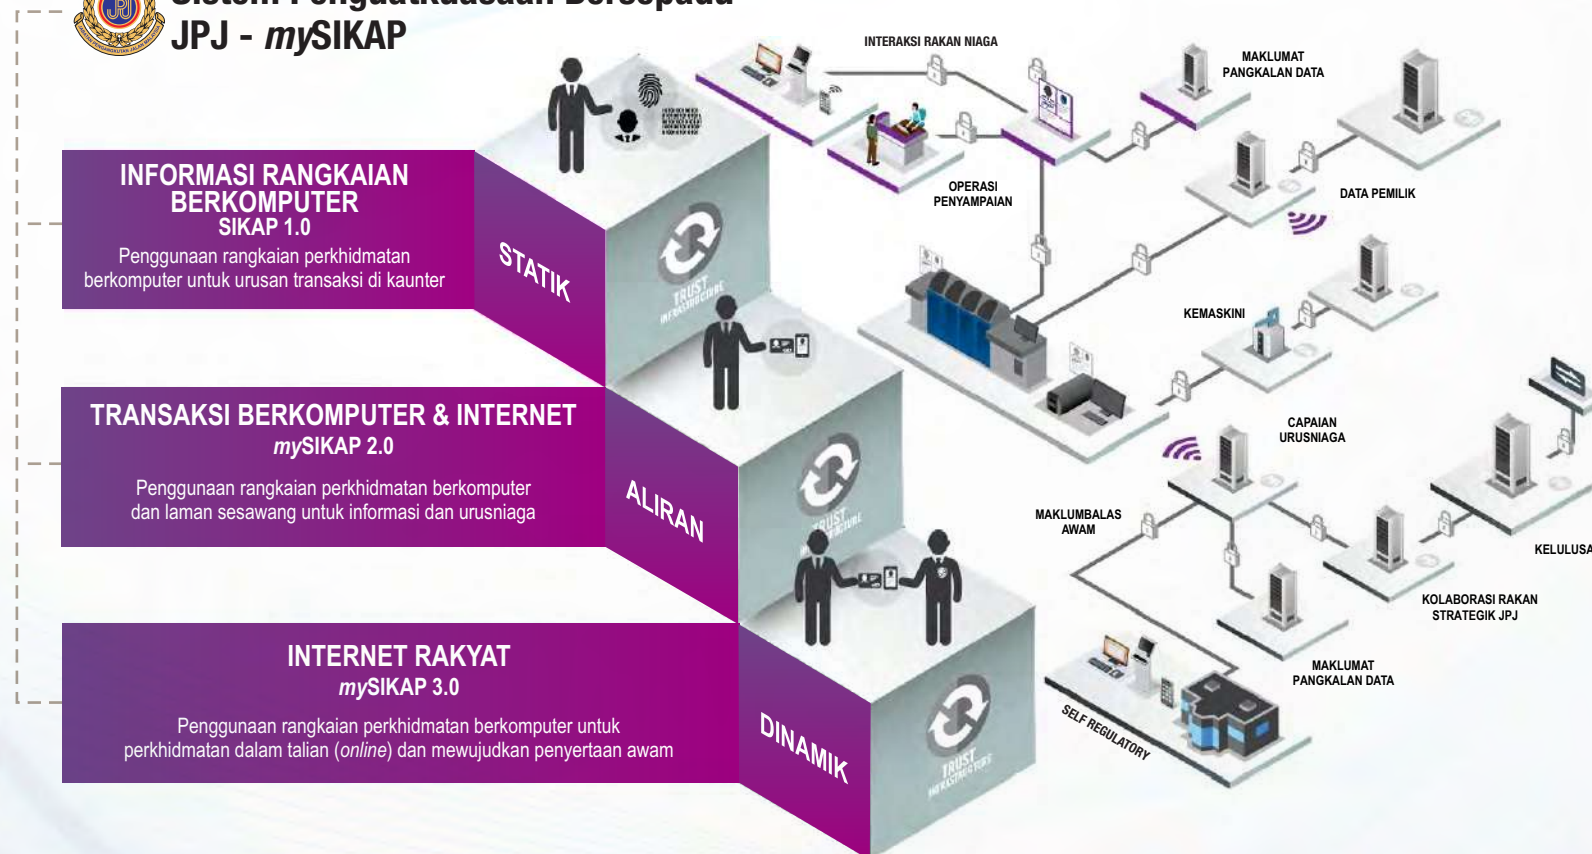 Sistem Penguatkuasaan Bersepadu
JPJ - mySIKAP
INFORMASI RANGKAIAN
BERKOMPUTER
SIKAP 1.0
Penggunaan rangkaian perkhidmatan
berkomputer untuk urusan transaksi di kaunter
STATIK
TRUST
INFRASTRUCTURE
TRANSAKSI BERKOMPUTER & INTERNET
mySIKAP 2.0
Penggunaan rangkaian perkhidmatan berkomputer
dan laman sesawang untuk informasi dan urusniaga
ALIRAN
TRUST
INTERNET RAKYAT
mySIKAP 3.0
Penggunaan rangkaian perkhidmatan berkomputer untuk
perkhidmatan dalam talian (online) dan mewujudkan penyertaan awam
DINAMIK
TRUST
INFRASTRUCTURE
INTERAKSI RAKAN NIAGA
MAKLUMAT
PANGKALAN DATA
OPERASI
PENYAMPAIAN
DATA PEMILIK
KEMASKINI
CAPAIAN
URUSNIAGA
MAKLUMBALAS
AWAM
KELULUSA
KOLABORASI RAKAN
STRATEGIK JPJ
MAKLUMAT
PANGKALAN DATA
SELF REGULATORY